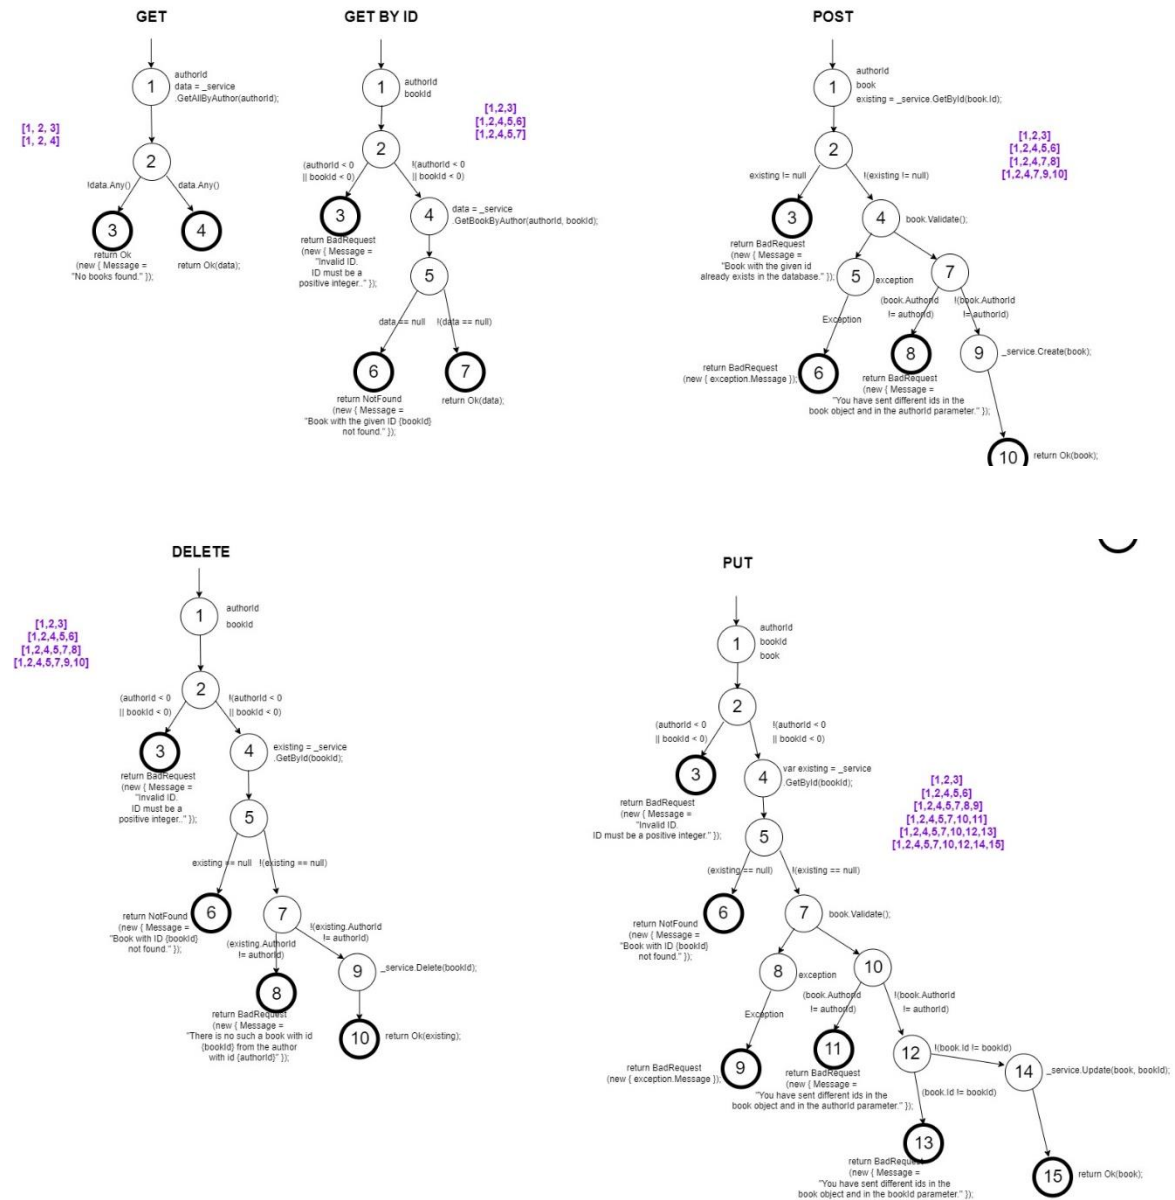 GET
1
authorId
data = _service
.GetAllByAuthor(authorId);
[1, 2, 3]
[1, 2, 4]
2
!data.Any()
data.Any()
3
4
return Ok
(new { Message =
"No books found." });
return Ok(data);
GET BY ID
1
authorId
bookId
[1,2,3]
[1,2,4,5,6]
[1,2,4,5,7]
2
(authorId < 0
|| bookId < 0)
!(authorId < 0
|| bookId < 0)
3
return BadRequest
(new { Message =
"Invalid ID.
ID must be a
positive integer.." });
4
data = _service
.GetBookByAuthor(authorId, bookId);
5
data == null
!(data == null)
6
7
return NotFound
(new { Message =
"Book with the given ID {bookId}
not found." });
return Ok(data);
POST
1
authorId
book
existing = _service.GetById(book.Id);
[1,2,3]
[1,2,4,5,6]
[1,2,4,7,8]
[1,2,4,7,9,10]
2
existing != null
!(existing != null)
3
return BadRequest
(new { Message =
"Book with the given id
already exists in the database." });
4
book.Validate();
5
exception
7
Exception
(book.AuthorId
!= authorId)
!(book.AuthorId
!= authorId)
6
return BadRequest
(new { exception.Message });
8
return BadRequest
(new { Message =
"You have sent different ids in the
book object and in the authorId parameter." });
9
_service.Create(book);
10
return Ok(book);
DELETE
1
authorId
bookId
[1,2,3]
[1,2,4,5,6]
[1,2,4,5,7,8]
[1,2,4,5,7,9,10]
2
(authorId < 0
|| bookId < 0)
!(authorId < 0
|| bookId < 0)
3
return BadRequest
(new { Message =
"Invalid ID.
ID must be a
positive integer.." });
4
existing = _service
.GetById(bookId);
5
existing == null
!(existing == null)
6
return NotFound
(new { Message =
"Book with ID {bookId}
not found." });
7
(existing.AuthorId
!= authorId)
!(existing.AuthorId
!= authorId)
8
return BadRequest
(new { Message =
"There is no such a book with id
{bookId} from the author
with id {authorId}" });
9
_service.Delete(bookId);
10
return Ok(existing);
PUT
1
authorId
bookId
book
2
(authorId < 0
|| bookId < 0)
!(authorId < 0
|| bookId < 0)
3
return BadRequest
(new { Message =
"Invalid ID.
ID must be a positive integer." });
4
var existing = _service
.GetById(bookId);
[1,2,3]
[1,2,4,5,6]
[1,2,4,5,7,8,9]
[1,2,4,5,7,10,11]
[1,2,4,5,7,10,12,13]
[1,2,4,5,7,10,12,14,15]
5
(existing == null)
!(existing == null)
6
return NotFound
(new { Message =
"Book with ID {bookId}
not found." });
7
book.Validate();
8
exception
10
Exception
(book.AuthorId
!= authorId)
!(book.AuthorId
!= authorId)
9
return BadRequest
(new { exception.Message });
11
return BadRequest
(new { Message =
"You have sent different ids in the
book object and in the authorId parameter." });
12
!(book.Id != bookId)
(book.Id != bookId)
14
_service.Update(book, bookId);
13
return BadRequest
(new { Message =
"You have sent different ids in the
book object and in the bookId parameter." });
15
return Ok(book);